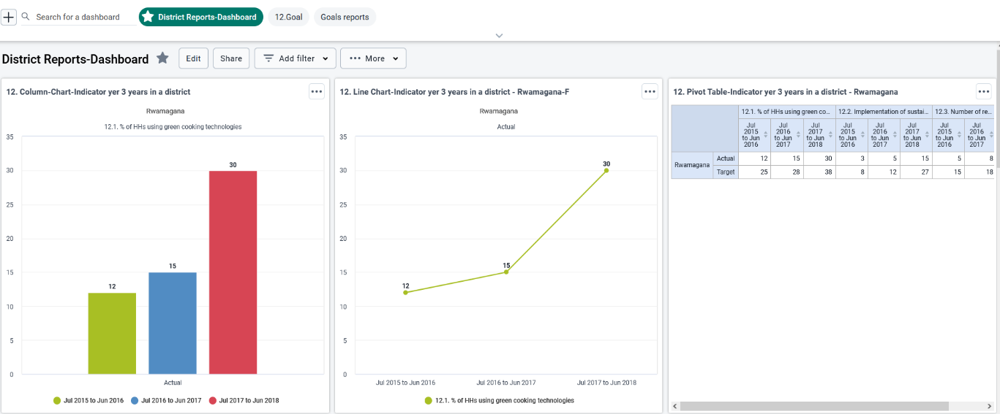 Search for a dashboard
District Reports-Dashboard
12.Goal
Goals reports
District Reports-Dashboard
Edit
Share
Add filter
More
12. Column-Chart-Indicator yer 3 years in a district
Rwamagana
12.1. % of HHs using green cooking technologies
35
30
25
20
15
10
5
0
12
15
30
Actual
Jul 2015 to Jun 2016 Jul 2016 to Jun 2017 Jul 2017 to Jun 2018
12. Line Chart-Indicator yer 3 years in a district - Rwamagana-F
Rwamagana
Actual
35
30
25
20
15
10
5
0
12
15
30
Jul 2015 to Jun 2016 Jul 2016 to Jun 2017 Jul 2017 to Jun 2018
12.1. % of HHs using green cooking technologies
12. Pivot Table-Indicator yer 3 years in a district - Rwamagana
12.1. % of HHs using green co... 12.2. Implementation of sustai... 12.3. Number of re...
Jul Jul Jul Jul Jul Jul Jul Jul
2015 2016 2017 2015 2016 2017 2015 2016
to Jun to Jun to Jun to Jun to Jun to Jun to Jun to Jun
2016 2017 2018 2016 2017 2018 2016 2017
Rwamagana
Actual 12 15 30 3 5 15 5 8
Target 25 28 38 8 12 27 15 18